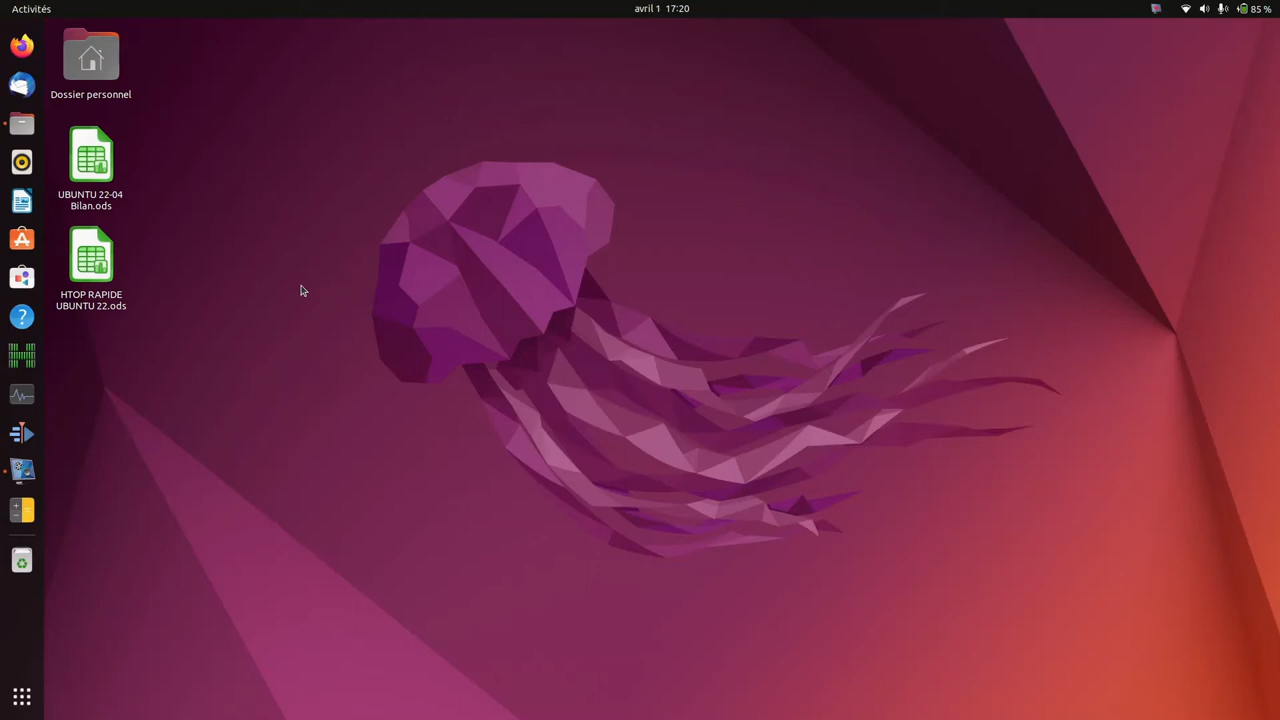 Activités
avril 1 17:20
85 %
Dossier personnel
UBUNTU 22-04
Bilan.ods
HTOP RAPIDE
UBUNTU 22.ods